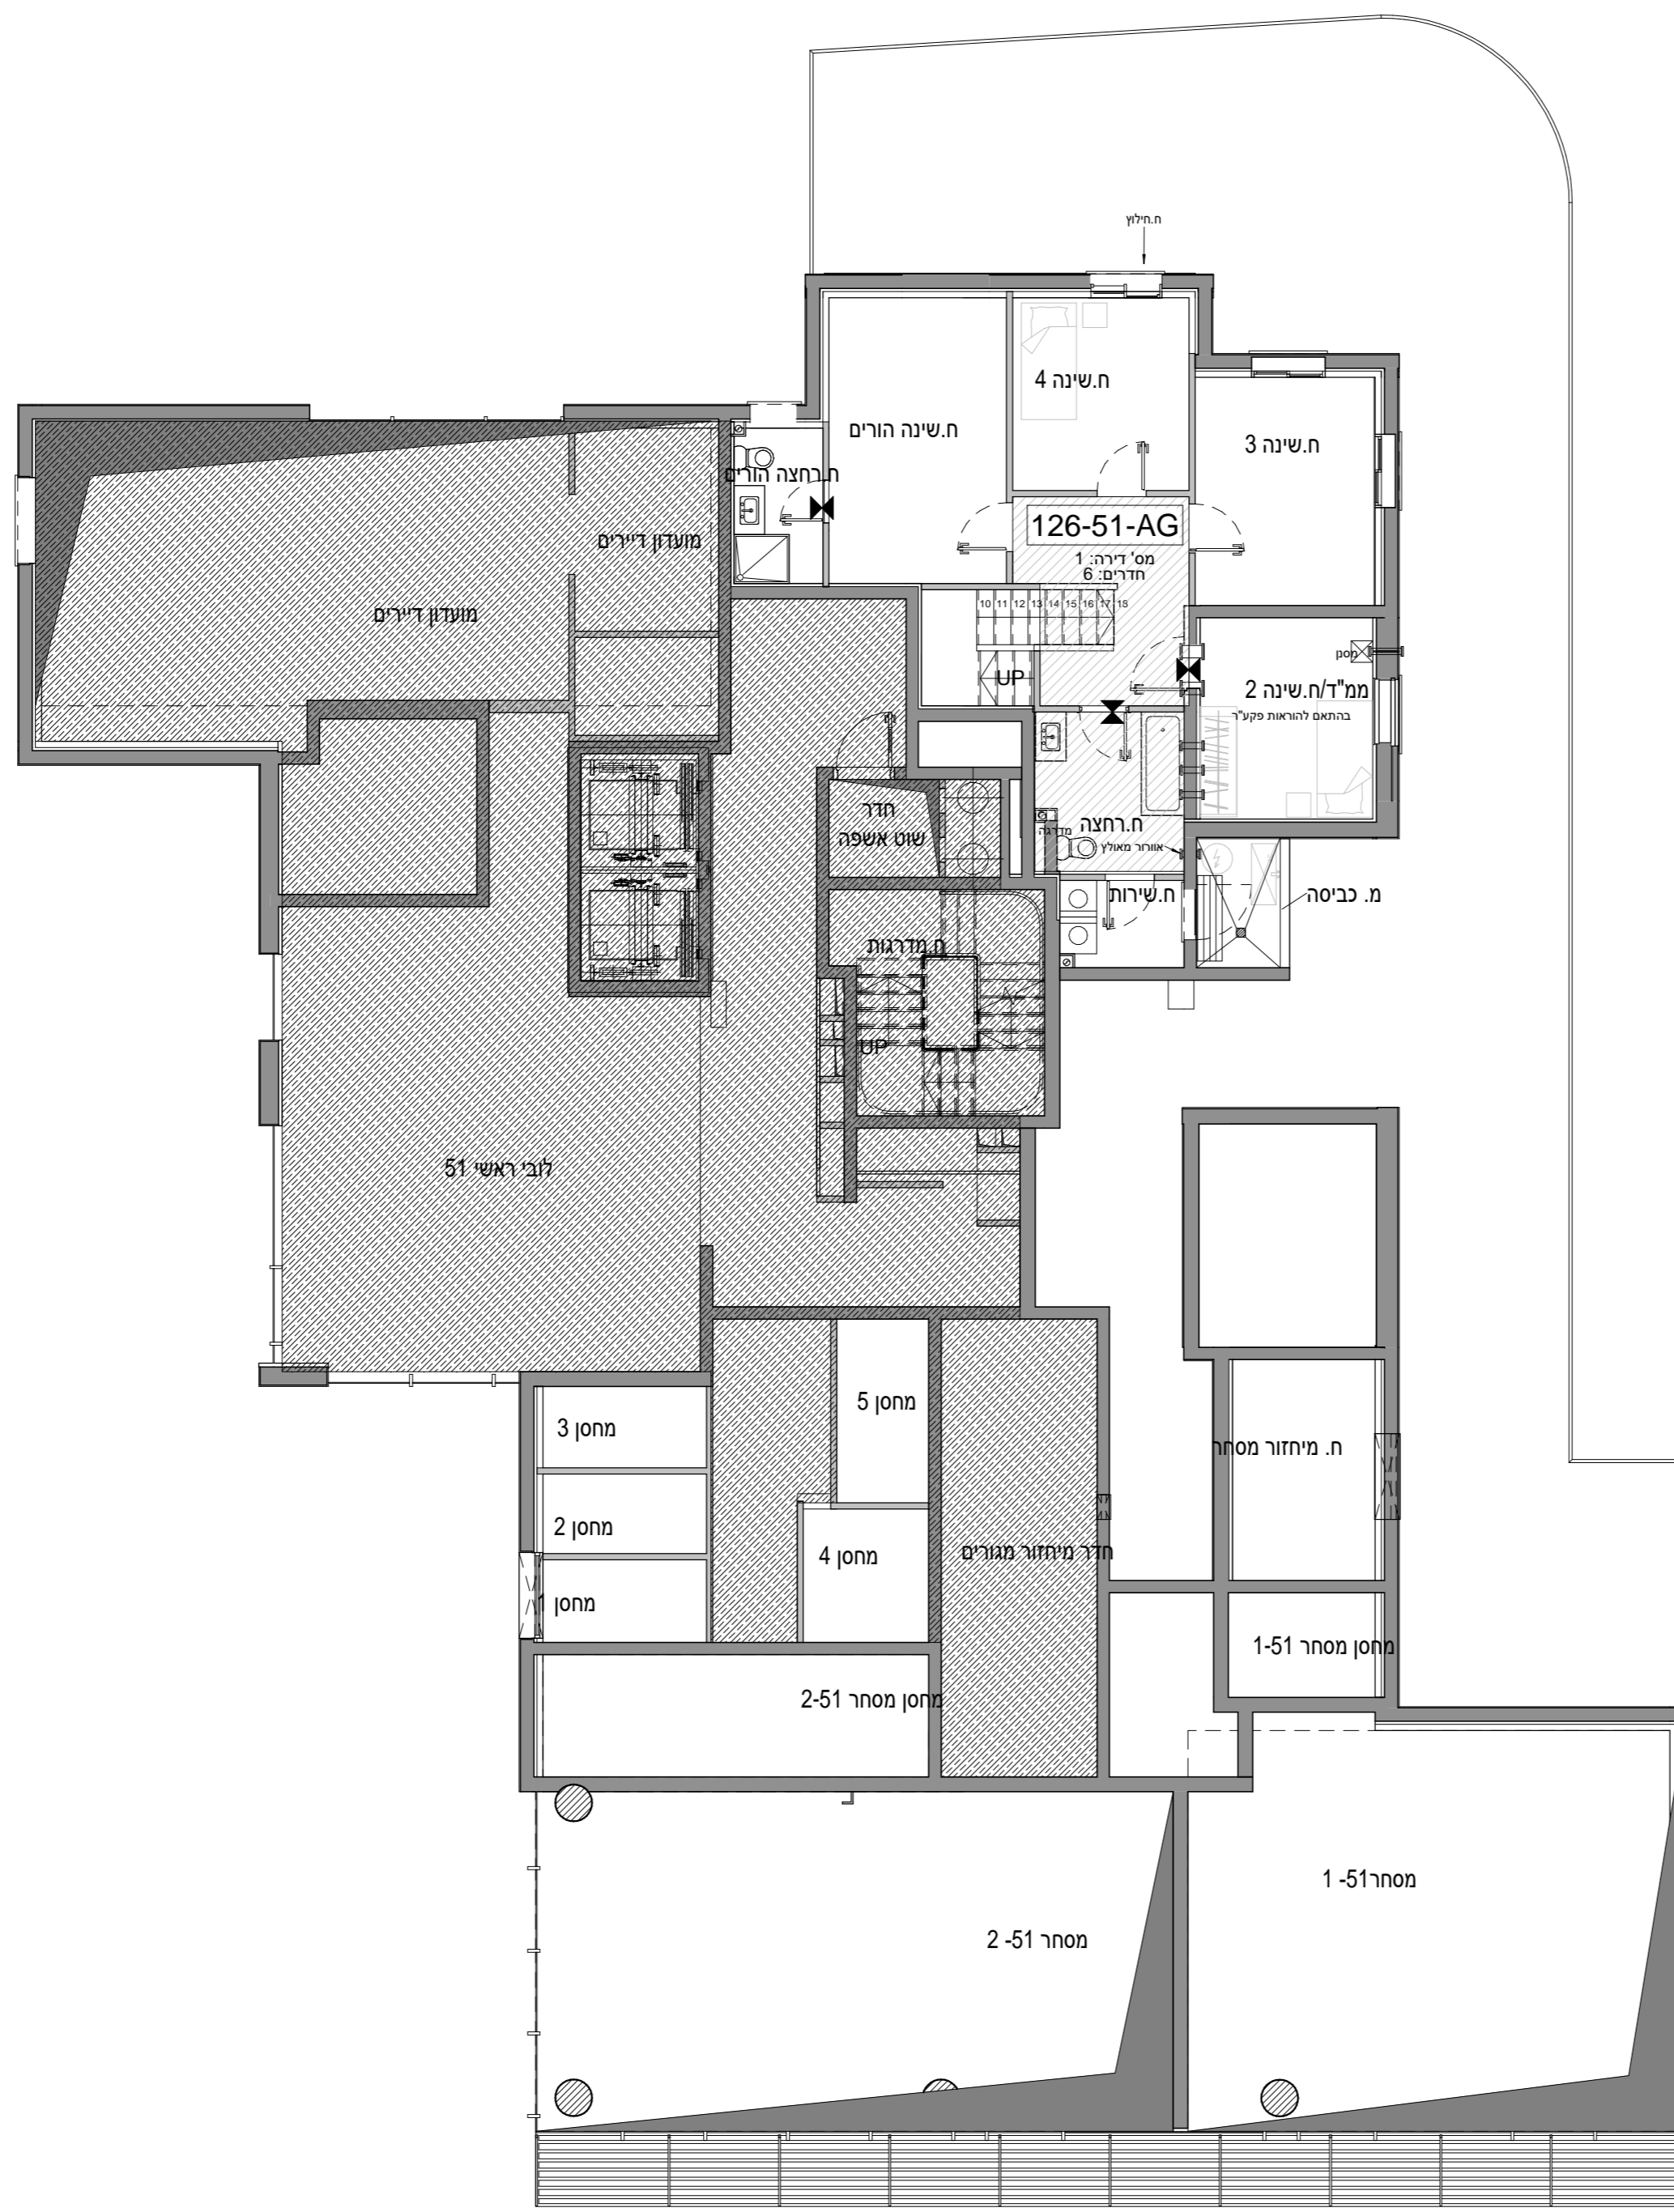 ח.חילוץ
ח.שינה 4
ח.שינה הורים
ח.שינה 3
ח.רחצה הורים
126-51-AG
מס' דירה: 1
חדרים: 6
מועדון דיירים
מועדון דיירים
10 11 12 13 14 15 16 17 18
UP
מסנן
ממ"ד/ח.שינה 2
בהתאם להוראות פקע"ר
חדר
שוט אשפה
ח.רחצה
מדרגה
אוורור מאולץ
ח.שירות
מ. כביסה
ח.מדרגות
UP
לובי ראשי 51
מחסן 5
מחסן 3
ח. מיחזור מסחר
מחסן 2
מחסן 4
חדר מיחזור מגורים
מחסן 1
מחסן מסחר 1-51
מחסן מסחר 2-51
מסחר51- 1
מסחר 51- 2